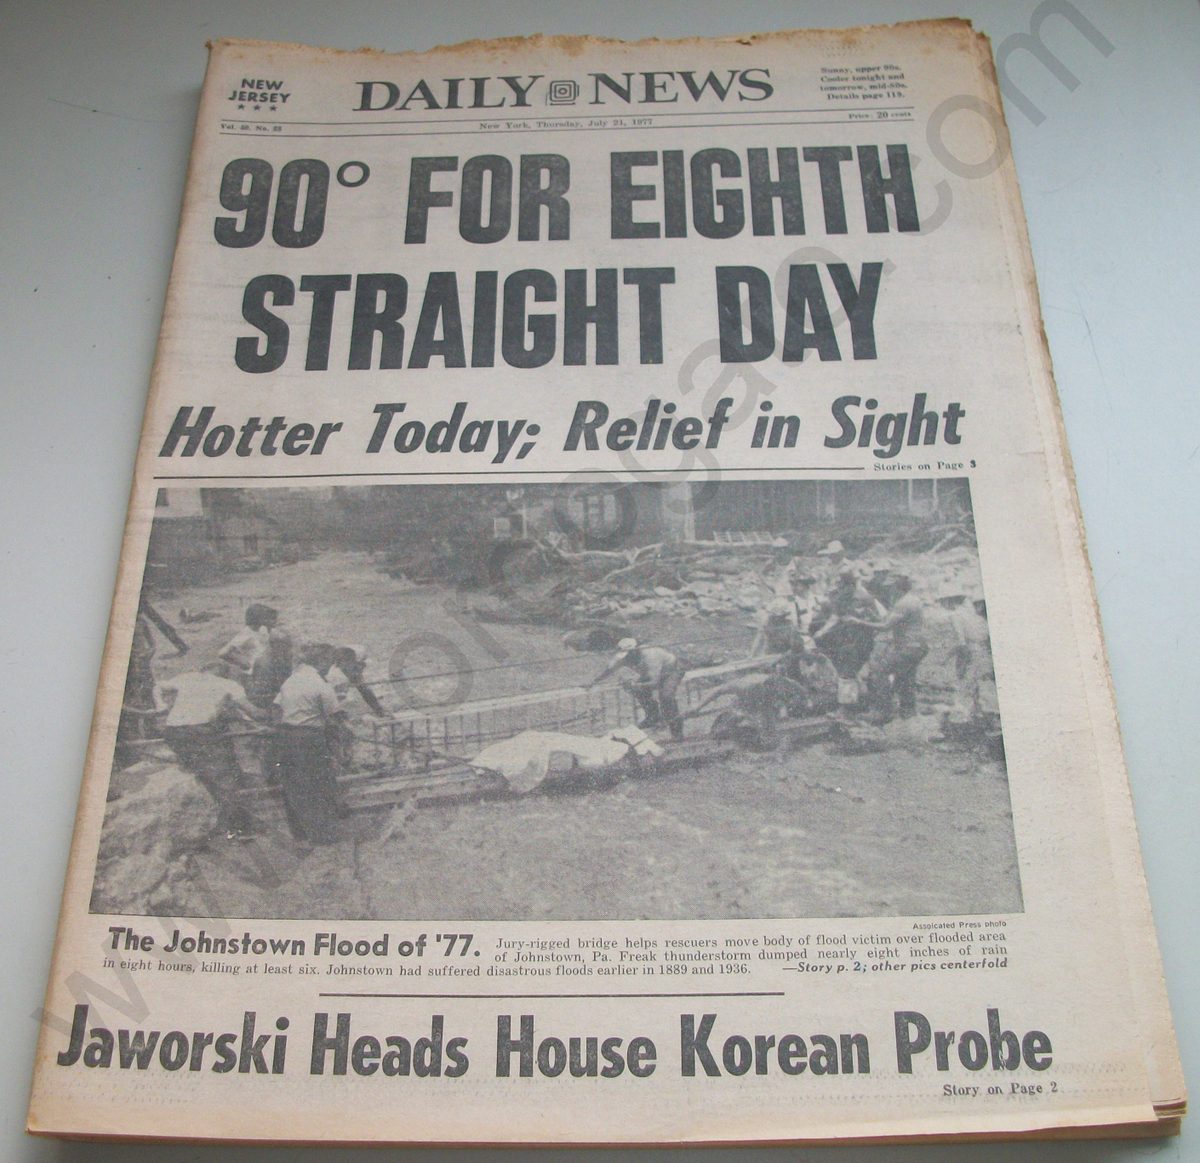 NEW
JERSEY
★ ★ ★
DAILY NEWS
Sunny, upper 90s.
Cooler tonight and
tomorrow, mid-80s.
Details page 119.
Vol. 59. No. 23
New York, Thursday, July 21, 1977
Price: 20 cents
90° FOR EIGHTH
STRAIGHT DAY
Hotter Today; Relief in Sight
Stories on Page 3
Associated Press photo
The Johnstown Flood of '77. Jury-rigged bridge helps rescuers move body of flood victim over flooded area
of Johnstown, Pa. Freak thunderstorm dumped nearly eight inches of rain
in eight hours, killing at least six. Johnstown had suffered disastrous floods earlier in 1889 and 1936. —Story p. 2; other pics centerfold
Jaworski Heads House Korean Probe
Story on Page 2